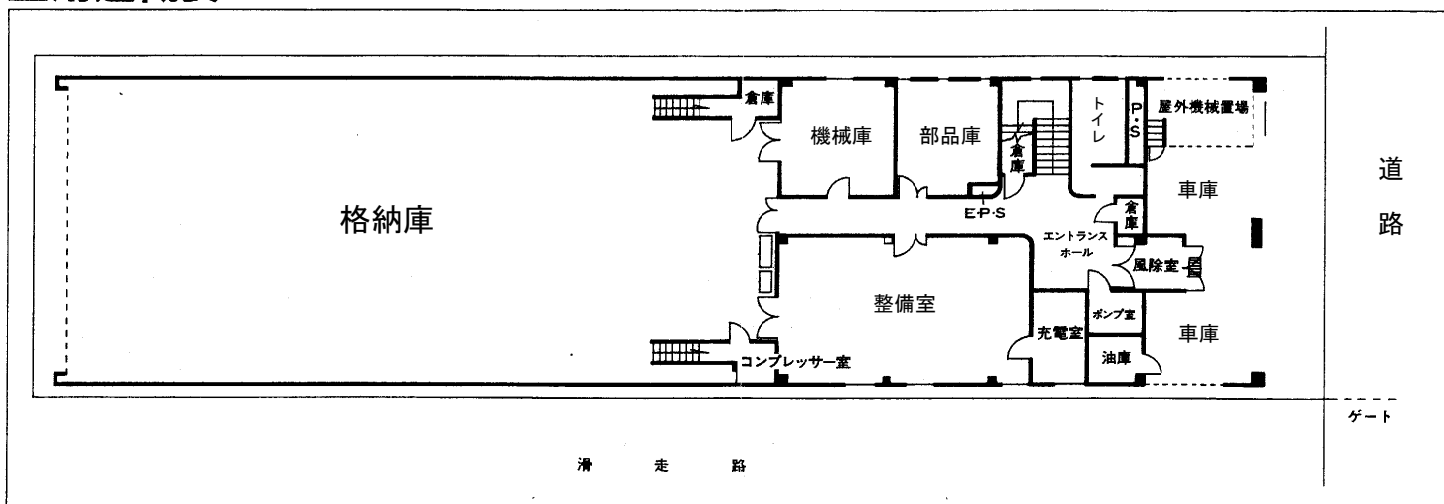 格納庫
倉庫
機械庫
部品庫
倉庫
トイレ
P・S
屋外機械置場
車庫
E・P・S
倉庫
エントランス
ホール
風除室
整備室
充電室
ポンプ室
油庫
車庫
コンプレッサー室
道路
ゲート
滑走路